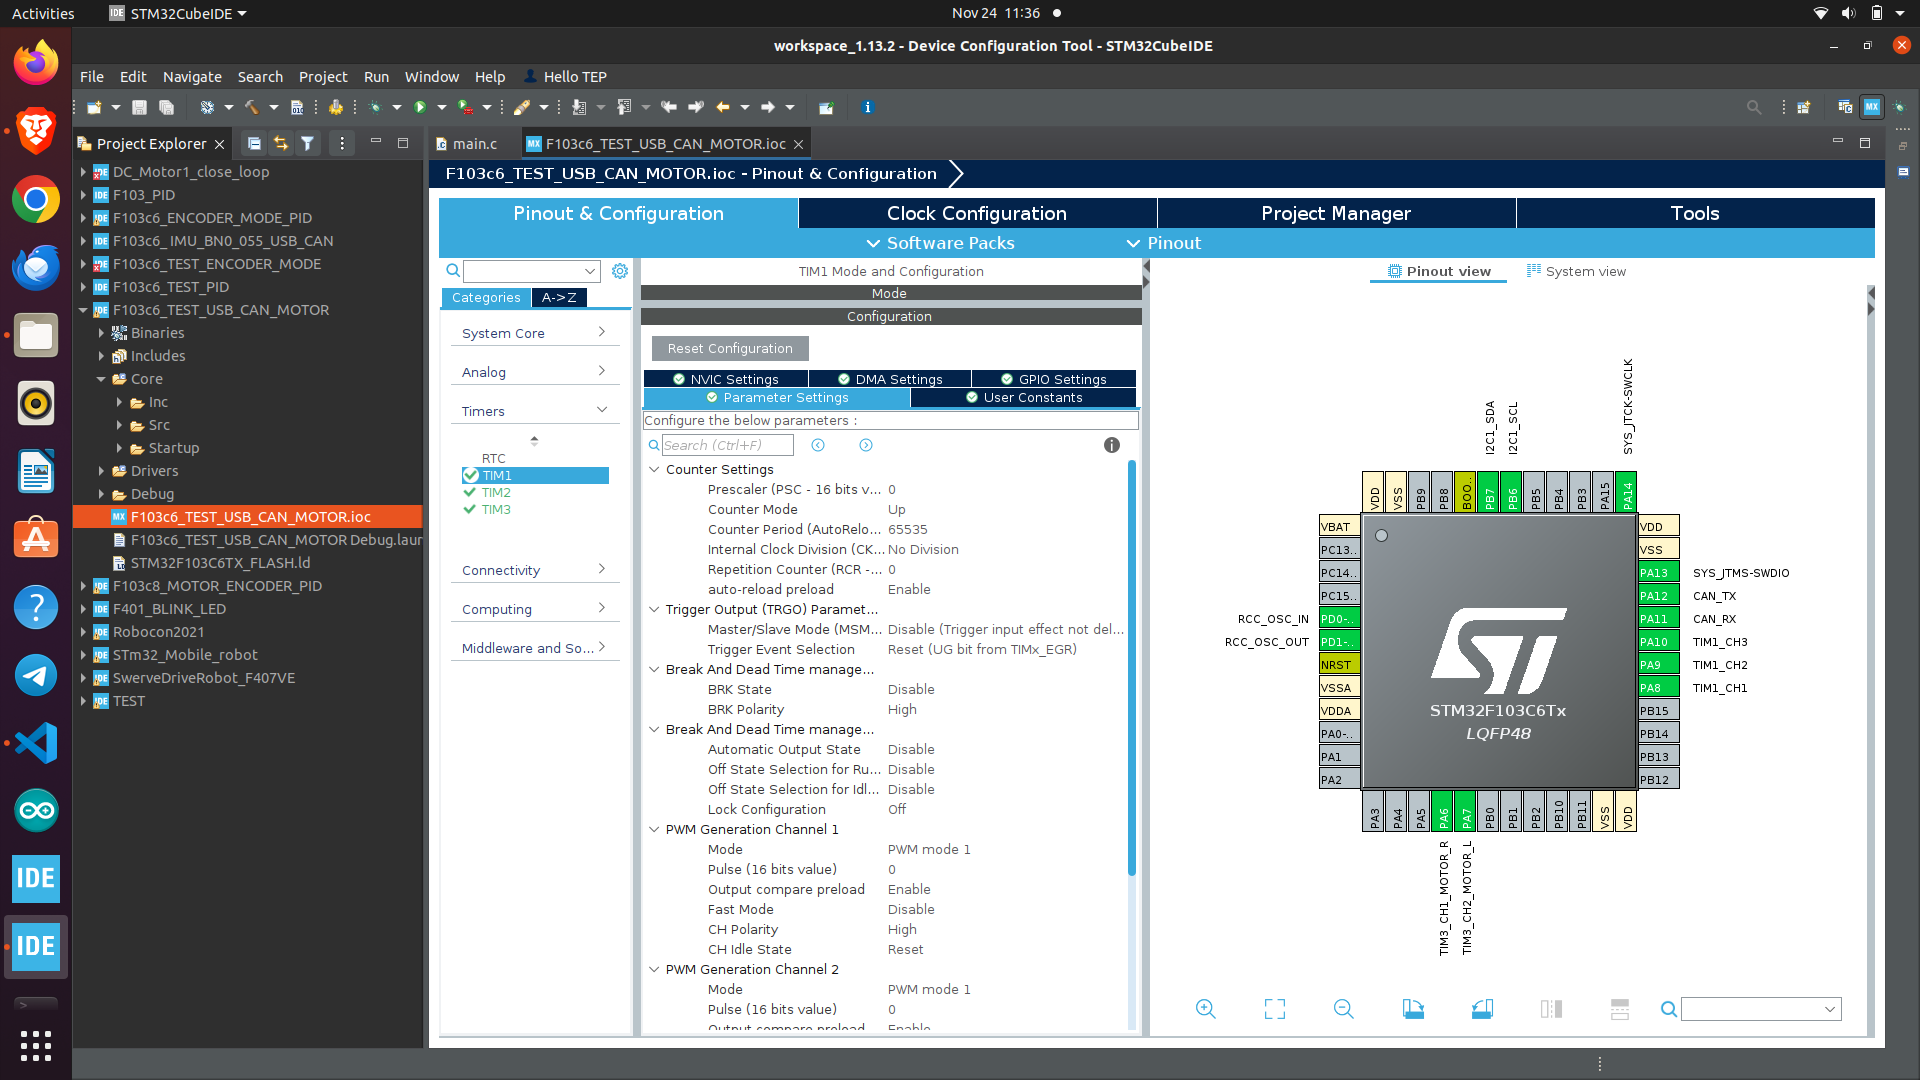 Activities
STM32CubeIDE
Nov 24 11:36
workspace_1.13.2 - Device Configuration Tool - STM32CubeIDE
File Edit Navigate Search Project Run Window Help Hello TEP
Project Explorer
DC_Motor1_close_loop
F103_PID
F103c6_ENCODER_MODE_PID
F103c6_ IMU_BN0_055_USB_CAN
F103c6_TEST_ENCODER_MODE
F103c6_TEST_PID
F103c6_TEST_USB_CAN_MOTOR
Binaries
Includes
Core
Inc
Src
Startup
Drivers
Debug
F103c6_TEST_USB_CAN_MOTOR.ioc
F103c6_TEST_USB_CAN_MOTOR Debug.laun
STM32F103C6TX_FLASH.ld
F103c8_MOTOR_ENCODER_PID
F401_BLINK_LED
Robocon2021
STm32_Mobile_robot
SwerveDriveRobot_F407VE
TEST
main.c
F103c6_TEST_USB_CAN_MOTOR.ioc
F103c6_TEST_USB_CAN_MOTOR.ioc - Pinout & Configuration
Pinout & Configuration
Clock Configuration
Project Manager
Tools
Software Packs
Pinout
Categories
A->Z
System Core
Analog
Timers
RTC
TIM1
TIM2
TIM3
Connectivity
Computing
Middleware and So...
TIM1 Mode and Configuration
Mode
Configuration
Reset Configuration
NVIC Settings
DMA Settings
GPIO Settings
Parameter Settings
User Constants
Configure the below parameters :
Search (Ctrl+F)
Counter Settings
Prescaler (PSC - 16 bits v... 0
Counter Mode Up
Counter Period (AutoRelo... 65535
Internal Clock Division (CK... No Division
Repetition Counter (RCR -... 0
auto-reload preload Enable
Trigger Output (TRGO) Paramet...
Master/Slave Mode (MSM... Disable (Trigger input effect not del...
Trigger Event Selection Reset (UG bit from TIMx_EGR)
Break And Dead Time manage...
BRK State Disable
BRK Polarity High
Break And Dead Time manage...
Automatic Output State Disable
Off State Selection for Ru... Disable
Off State Selection for Idl... Disable
Lock Configuration Off
PWM Generation Channel 1
Mode PWM mode 1
Pulse (16 bits value) 0
Output compare preload Enable
Fast Mode Disable
CH Polarity High
CH Idle State Reset
PWM Generation Channel 2
Mode PWM mode 1
Pulse (16 bits value) 0
Output compare preload Enable
Pinout view
System view
I2C1_SDA
I2C1_SCL
SYS_JTCK-SWCLK
VDD
VSS
PB9
PB8
BOO..
PB7
PB6
PB5
PB4
PB3
PA15
PA14
VBAT
PC13..
PC14..
PC15..
RCC_OSC_IN PD0-..
RCC_OSC_OUT PD1-..
NRST
VSSA
VDDA
PA0-..
PA1
PA2
STM32F103C6Tx
LQFP48
VDD
VSS
PA13 SYS_JTMS-SWDIO
PA12 CAN_TX
PA11 CAN_RX
PA10 TIM1_CH3
PA9 TIM1_CH2
PA8 TIM1_CH1
PB15
PB14
PB13
PB12
PA3
PA4
PA5
PA6
PA7
PB0
PB1
PB2
PB10
PB11
VSS
VDD
TIM3_CH1_MOTOR_R
TIM3_CH2_MOTOR_L
IDE
IDE